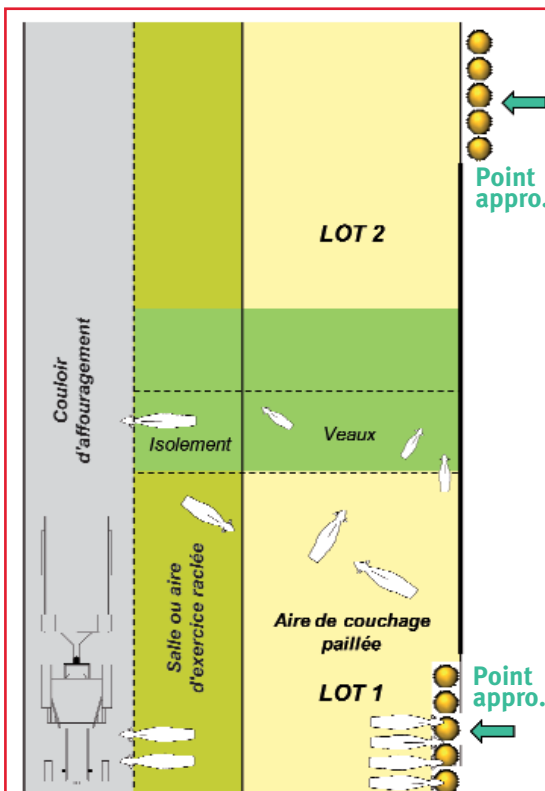 Point
appro.
LOT 2
Couloir
d'affouragement
Isolement
Veaux
Salle ou aire
d'exercice raclée
Aire de couchage
paillée
LOT 1
Point
appro.